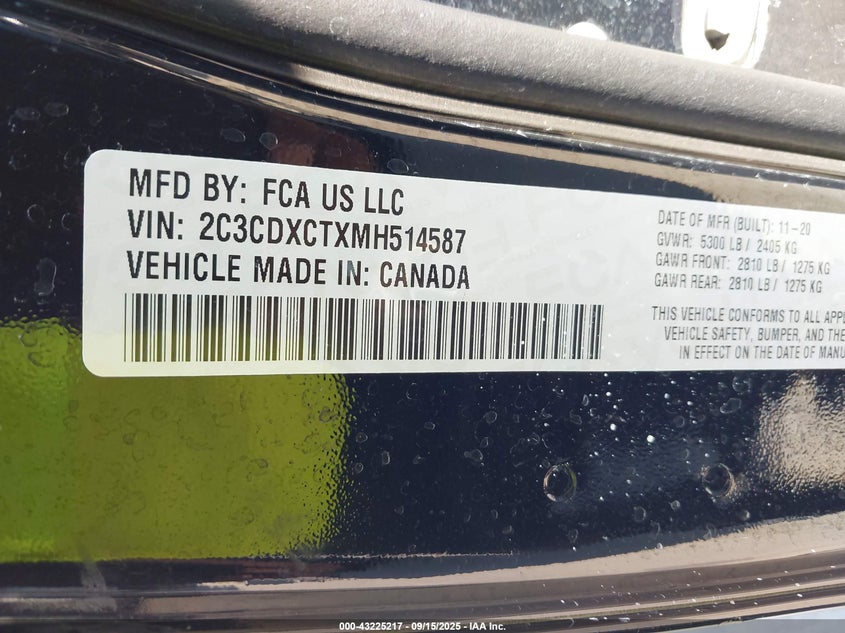 MFD BY: FCA US LLC
VIN: 2C3CDXCTXMH514587
VEHICLE MADE IN: CANADA
DATE OF MFR (BUILT): 11-20
GVWR: 5300 LB / 2405 KG
GAWR FRONT: 2810 LB / 1275 KG
GAWR REAR: 2810 LB / 1275 KG
THIS VEHICLE CONFORMS TO ALL APPL
VEHICLE SAFETY, BUMPER, AND THE
IN EFFECT ON THE DATE OF MANU
000-43225217 - 09/15/2025 - IAA Inc.